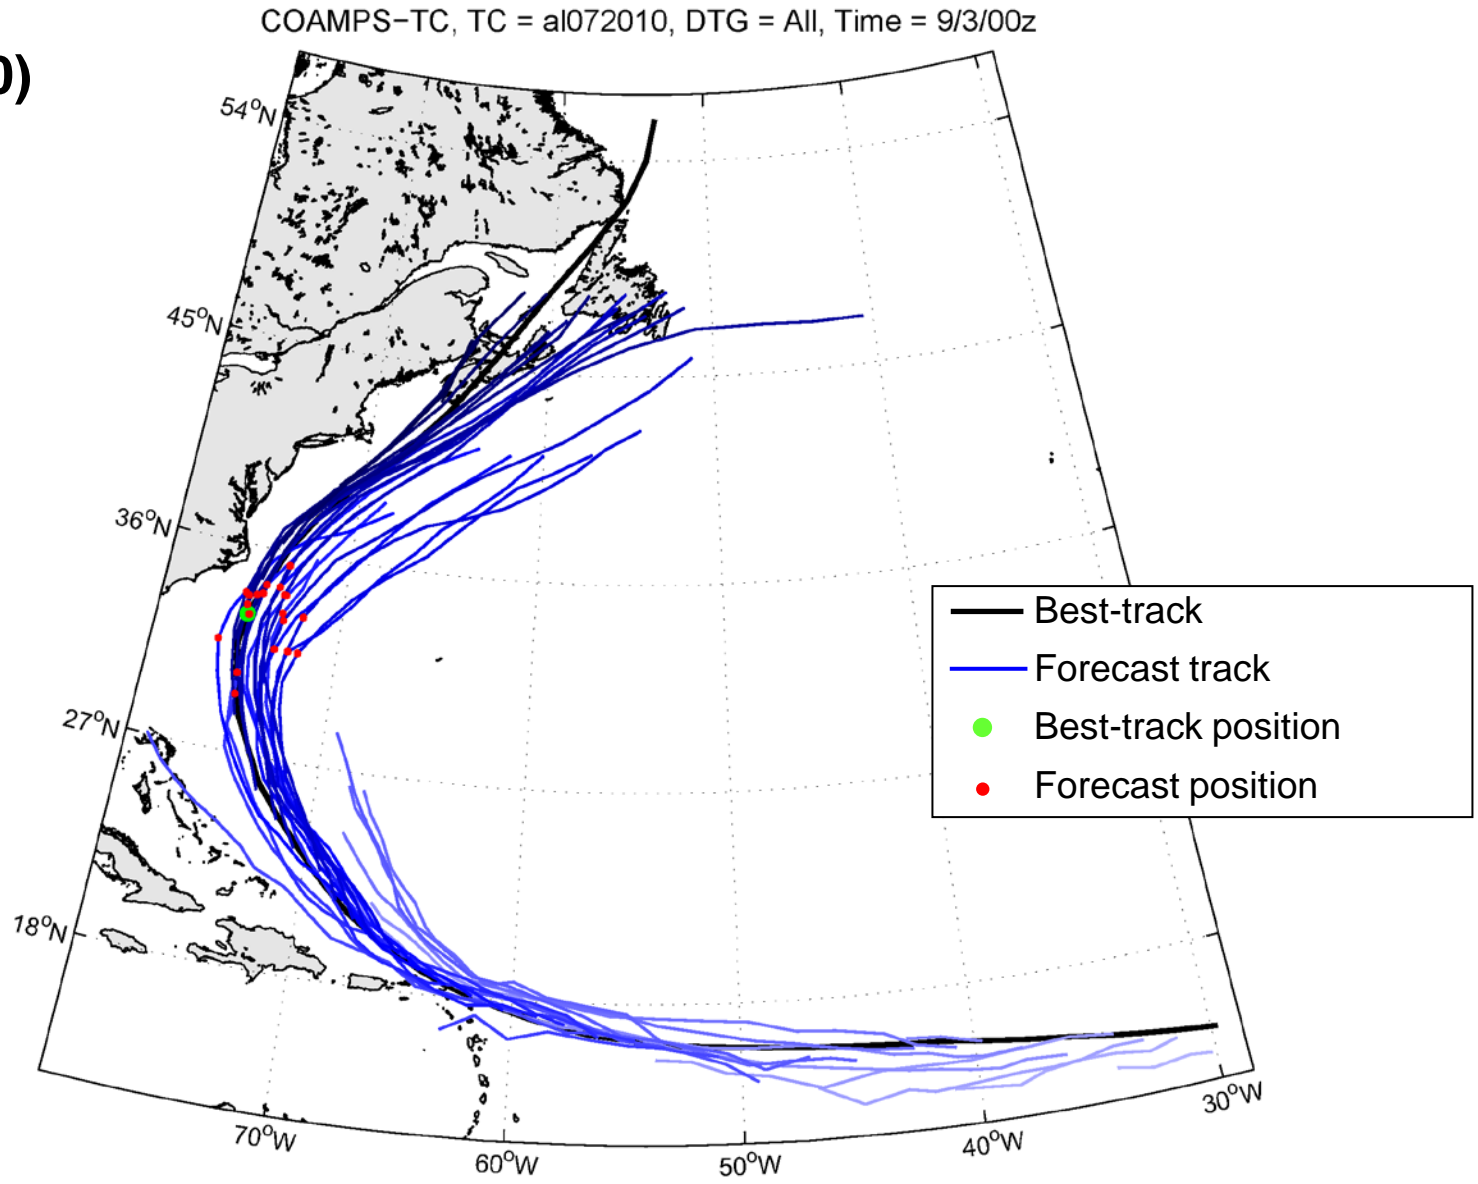 COAMPS−TC, TC = al072010, DTG = All, Time = 9/3/00z
0)
54°N
45°N
36°N
27°N
18°N
70°W
60°W
50°W
40°W
30°W
Best-track
Forecast track
Best-track position
Forecast position